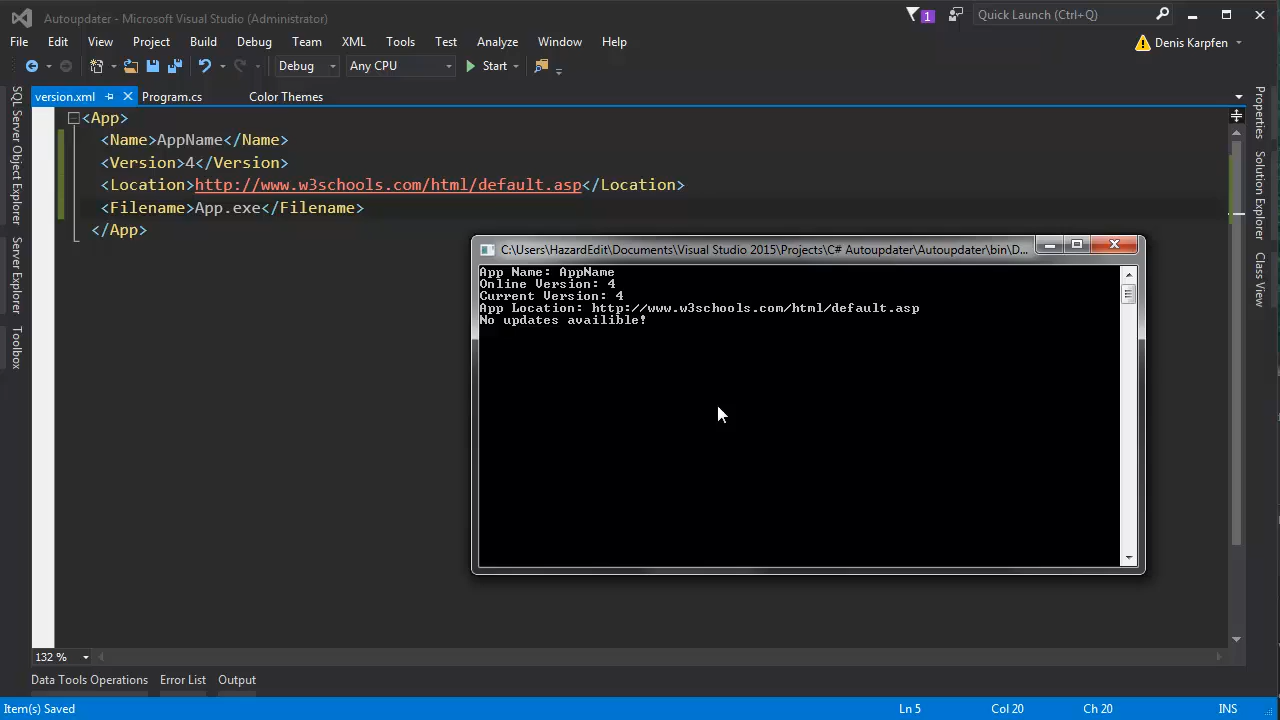 Autoupdater - Microsoft Visual Studio (Administrator)
1
Quick Launch (Ctrl+Q)
File Edit View Project Build Debug Team XML Tools Test Analyze Window Help
Denis Karpfen
Debug Any CPU Start
version.xml Program.cs Color Themes
SQL Server Object Explorer
Server Explorer
Toolbox
<App>
<Name>AppName</Name>
<Version>4</Version>
<Location>http://www.w3schools.com/html/default.asp</Location>
<Filename>App.exe</Filename>
</App>
C:\Users\HazardEdit\Documents\Visual Studio 2015\Projects\C# Autoupdater\Autoupdater\bin\D...
App Name: AppName
Online Version: 4
Current Version: 4
App Location: http://www.w3schools.com/html/default.asp
No updates availible!
Properties
Solution Explorer
Class View
132 %
Data Tools Operations Error List Output
Item(s) Saved Ln 5 Col 20 Ch 20 INS